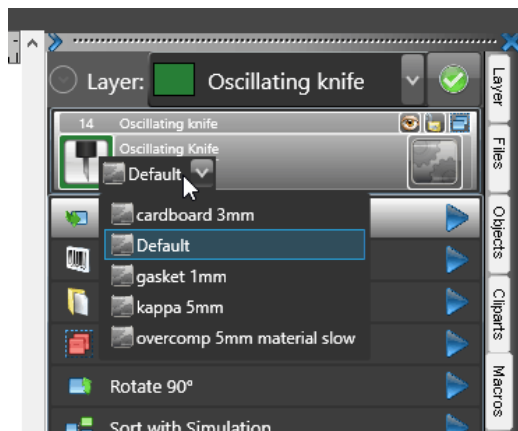 Layer: Oscillating knife
14 Oscillating knife
Oscillating Knife
Default
cardboard 3mm
Default
gasket 1mm
kappa 5mm
overcomp 5mm material slow
Rotate 90°
Sort with Simulation
Layer
Files
Objects
Cliparts
Macros